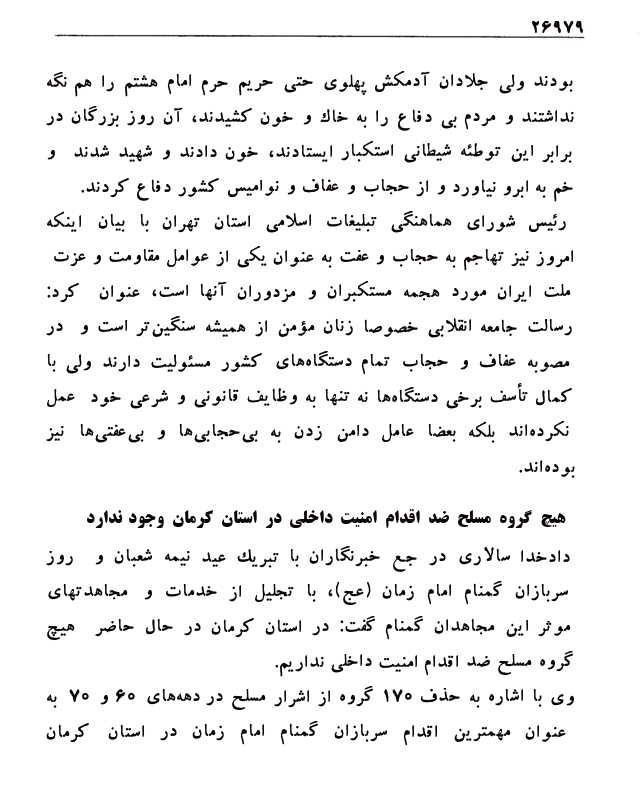 ۲۶۹۷۹
بودند ولی جلادان آدمکش پهلوی حتی حریم حرم امام هشتم را هم نگه
نداشتند و مردم بی دفاع را به خاك و خون کشیدند، آن روز بزرگان در
برابر این توطئه شیطانی استکبار ایستادند، خون دادند و شهید شدند و
خم به ابرو نیاورد و از حجاب و عفاف و نوامیس کشور دفاع کردند.
رئیس شورای هماهنگی تبلیغات اسلامی استان تهران با بیان اینکه
امروز نیز تهاجم به حجاب و عفت به عنوان یکی از عوامل مقاومت و عزت
ملت ایران مورد هجمه مستکبران و مزدوران آنها است، عنوان کرد:
رسالت جامعه انقلابی خصوصا زنان مؤمن از همیشه سنگین‌تر است و در
مصوبه عفاف و حجاب تمام دستگاه‌های کشور مسئولیت دارند ولی با
کمال تأسف برخی دستگاه‌ها نه تنها به وظایف قانونی و شرعی خود عمل
نکرده‌اند بلکه بعضا عامل دامن زدن به بی‌حجابی‌ها و بی‌عفتی‌ها نیز
بوده‌اند.
هیچ گروه مسلح ضد اقدام امنیت داخلی در استان کرمان وجود ندارد
دادخدا سالاری در جمع خبرنگاران با تبریك عید نیمه شعبان و روز
سربازان گمنام امام زمان (عج)، با تجلیل از خدمات و مجاهدتهای
موثر این مجاهدان گمنام گفت: در استان کرمان در حال حاضر هیچ
گروه مسلح ضد اقدام امنیت داخلی نداریم.
وی با اشاره به حذف ۱۷۰ گروه از اشرار مسلح در دهه‌های ۶۰ و ۷۰ به
عنوان مهمترین اقدام سربازان گمنام امام زمان در استان کرمان